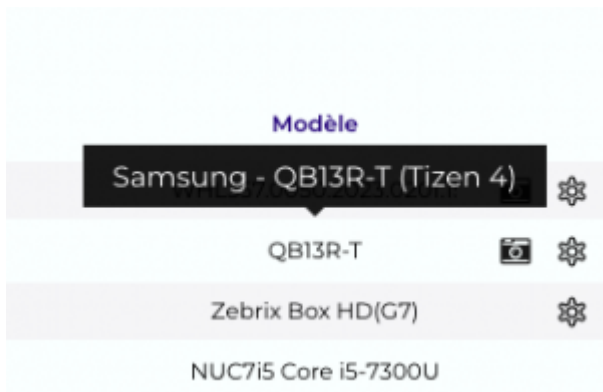 Modèle
Samsung - QB13R-T (Tizen 4)
QB13R-T
Zebrix Box HD(G7)
NUC7i5 Core i5-7300U